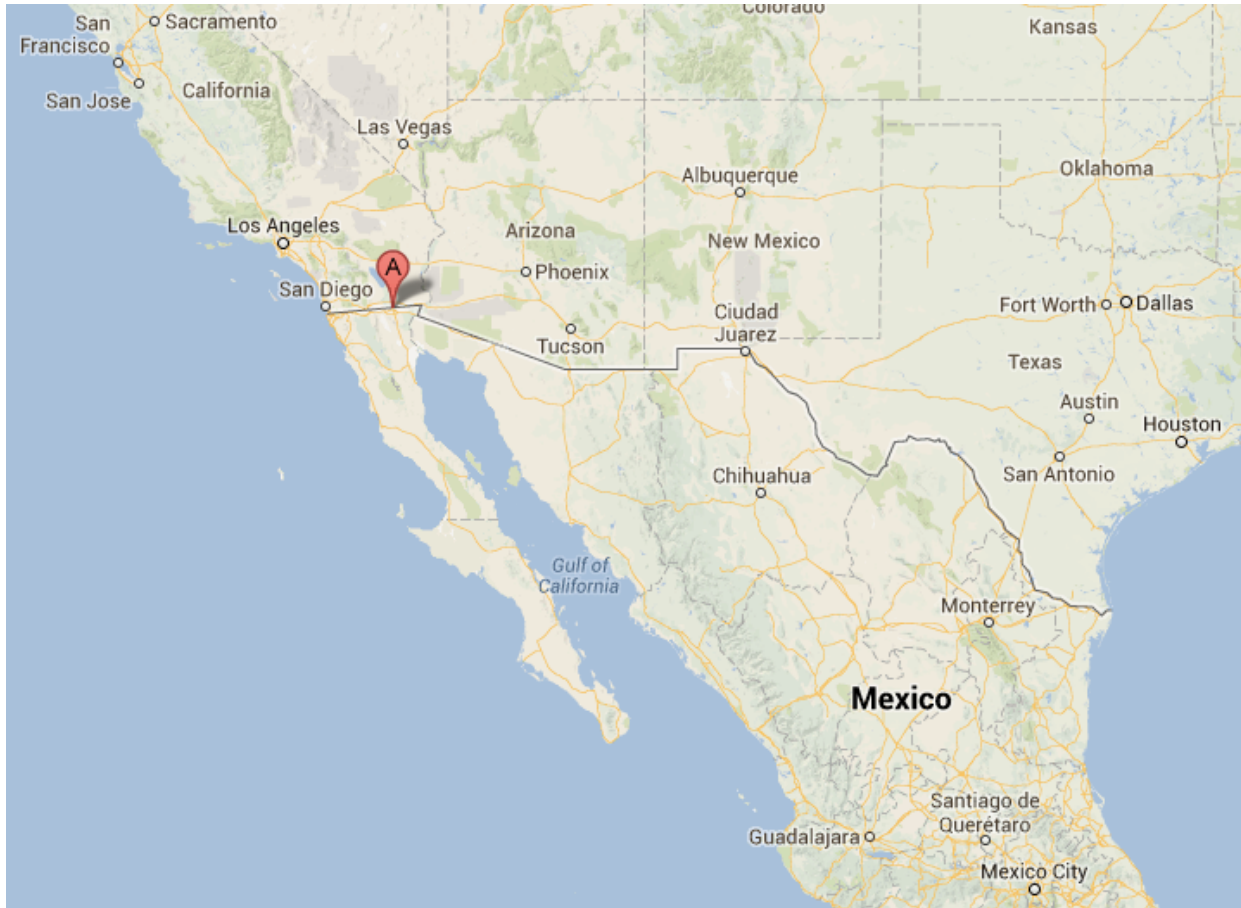 Colorado
San
Francisco
Sacramento
Kansas
San Jose
California
Las Vegas
Albuquerque
Oklahoma
Los Angeles
Arizona
New Mexico
A
Phoenix
San Diego
Ciudad
Juarez
Fort Worth
Dallas
Tucson
Texas
Austin
Houston
Chihuahua
San Antonio
Gulf of
California
Monterrey
Mexico
Santiago de
Querétaro
Guadalajara
Mexico City